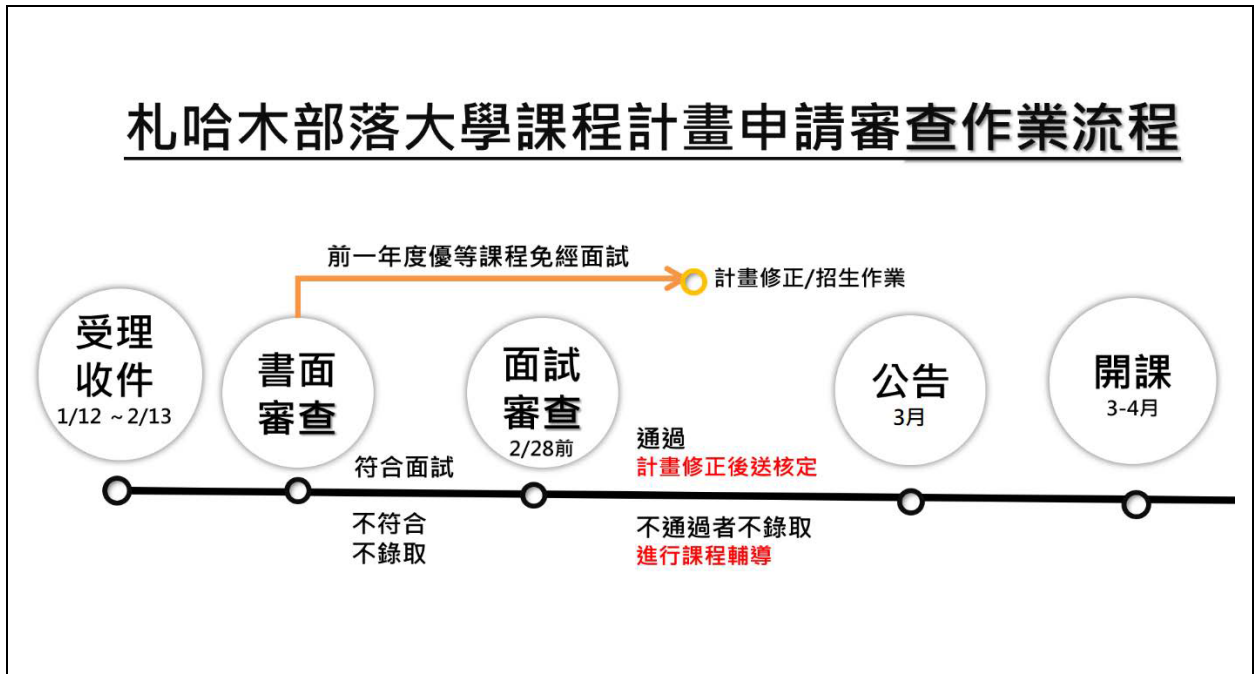 札哈木部落大學課程計畫申請審查作業流程
前一年度優等課程免經面試
計畫修正/招生作業
受理
收件
1/12 ~2/13
書面
審查
面試
審查
2/28前
公告
3月
開課
3-4月
符合面試
不符合
不錄取
通過
計畫修正後送核定
不通過者不錄取
進行課程輔導